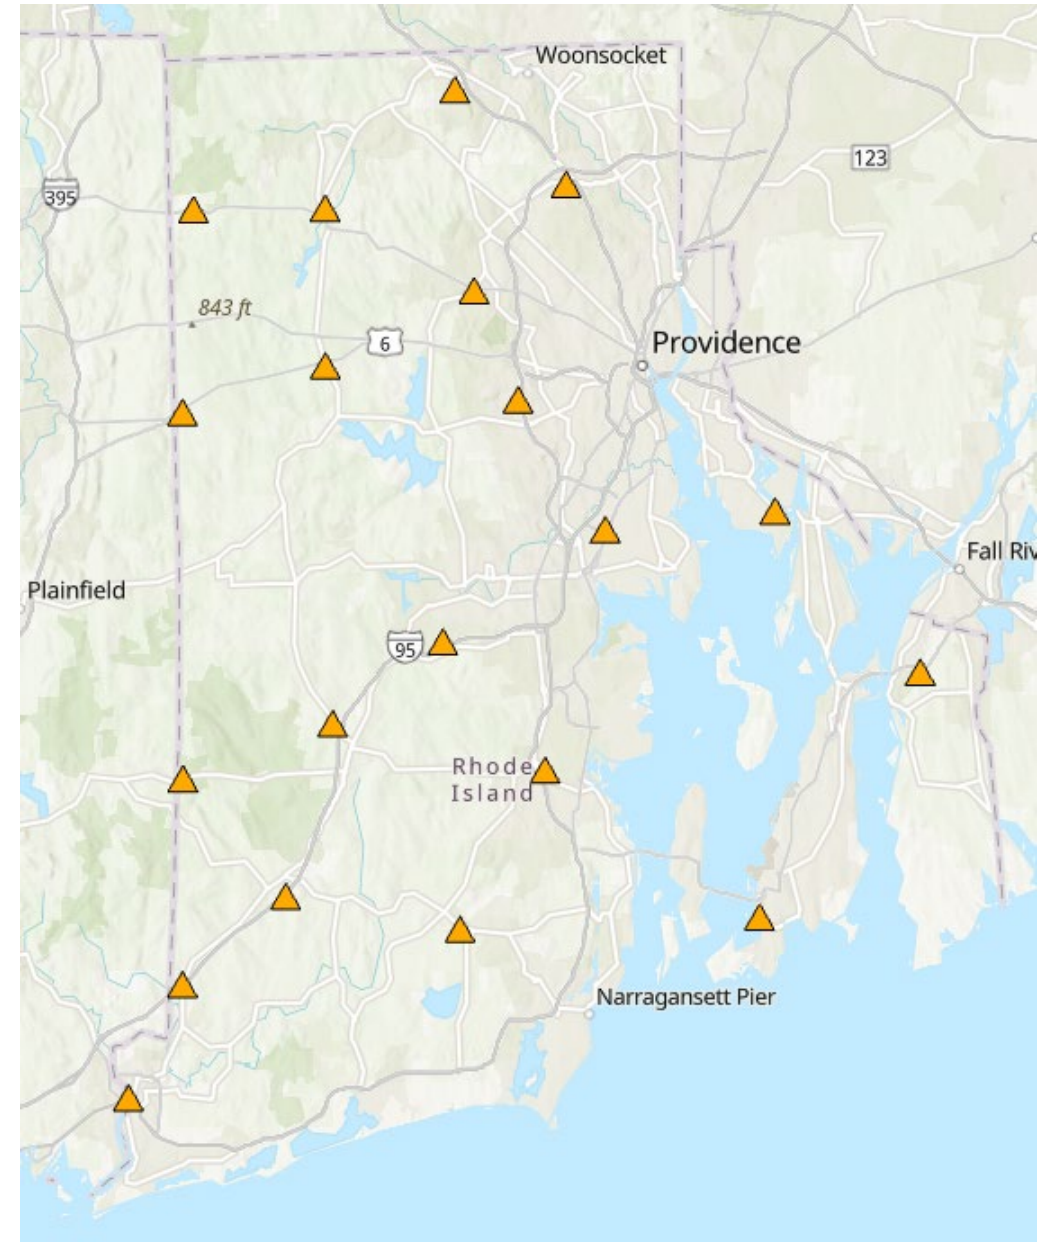 Woonsocket
123
395
843 ft
6
Providence
Fall Riv
Plainfield
95
Rhode
Island
Narragansett Pier